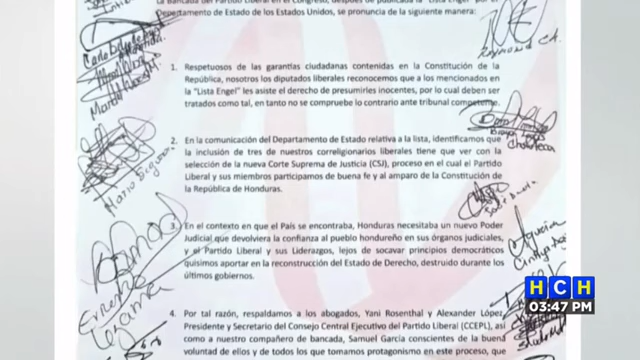 La Bancada del Partido Liberal en el Congreso, después de publicada la "Lista Engel" por
Departamento de Estado de los Estados Unidos, se pronuncia de la siguiente manera:
1. Respetuosos de las garantías ciudadanas contenidas en la Constitución de la
República, nosotros los diputados liberales reconocemos que a los mencionados en
la "Lista Engel" les asiste el derecho de presumirles inocentes, por lo cual deben ser
tratados como tal, en tanto no se compruebe lo contrario ante tribunal competente.
2. En la comunicación del Departamento de Estado relativa a la lista, identificamos que
la inclusión de tres de nuestros correligionarios liberales tiene que ver con la
selección de la nueva Corte Suprema de Justicia (CSJ), proceso en el cual el Partido
Liberal y sus miembros participamos de buena fe y al amparo de la Constitución de
la República de Honduras.
3. En el contexto en que el País se encontraba, Honduras necesitaba un nuevo Poder
Judicial que devolviera la confianza al pueblo hondureño en sus órganos judiciales,
y el Partido Liberal y sus Liderazgos, lejos de socavar principios democráticos
quisimos aportar en la reconstrucción del Estado de Derecho, destruido durante los
últimos gobiernos.
4. Por tal razón, respaldamos a los abogados, Yani Rosenthal y Alexander López,
Presidente y Secretario del Consejo Central Ejecutivo del Partido Liberal (CCEPL), así
como a nuestro compañero de bancada, Samuel García conscientes de la buena
voluntad de ellos y de todos los que tomamos protagonismo en este proceso, que
Raymond CH.
Choluteca
Ernesto
Lezama
HCH
03:47 PM